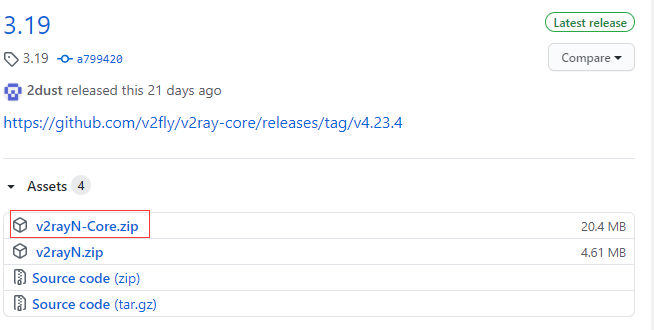 3.19
Latest release
3.19 a799420
Compare
2dust released this 21 days ago
https://github.com/v2fly/v2ray-core/releases/tag/v4.23.4
Assets 4
v2rayN-Core.zip 20.4 MB
v2rayN.zip 4.61 MB
Source code (zip)
Source code (tar.gz)